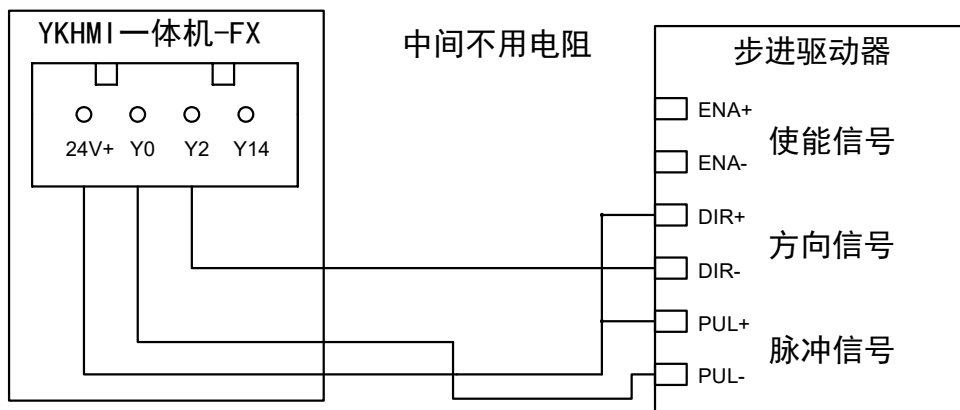 YKHMI一体机-FX
中间不用电阻
步进驱动器
24V+ Y0 Y2 Y14
ENA+
使能信号
ENA-
DIR+
方向信号
DIR-
PUL+
脉冲信号
PUL-